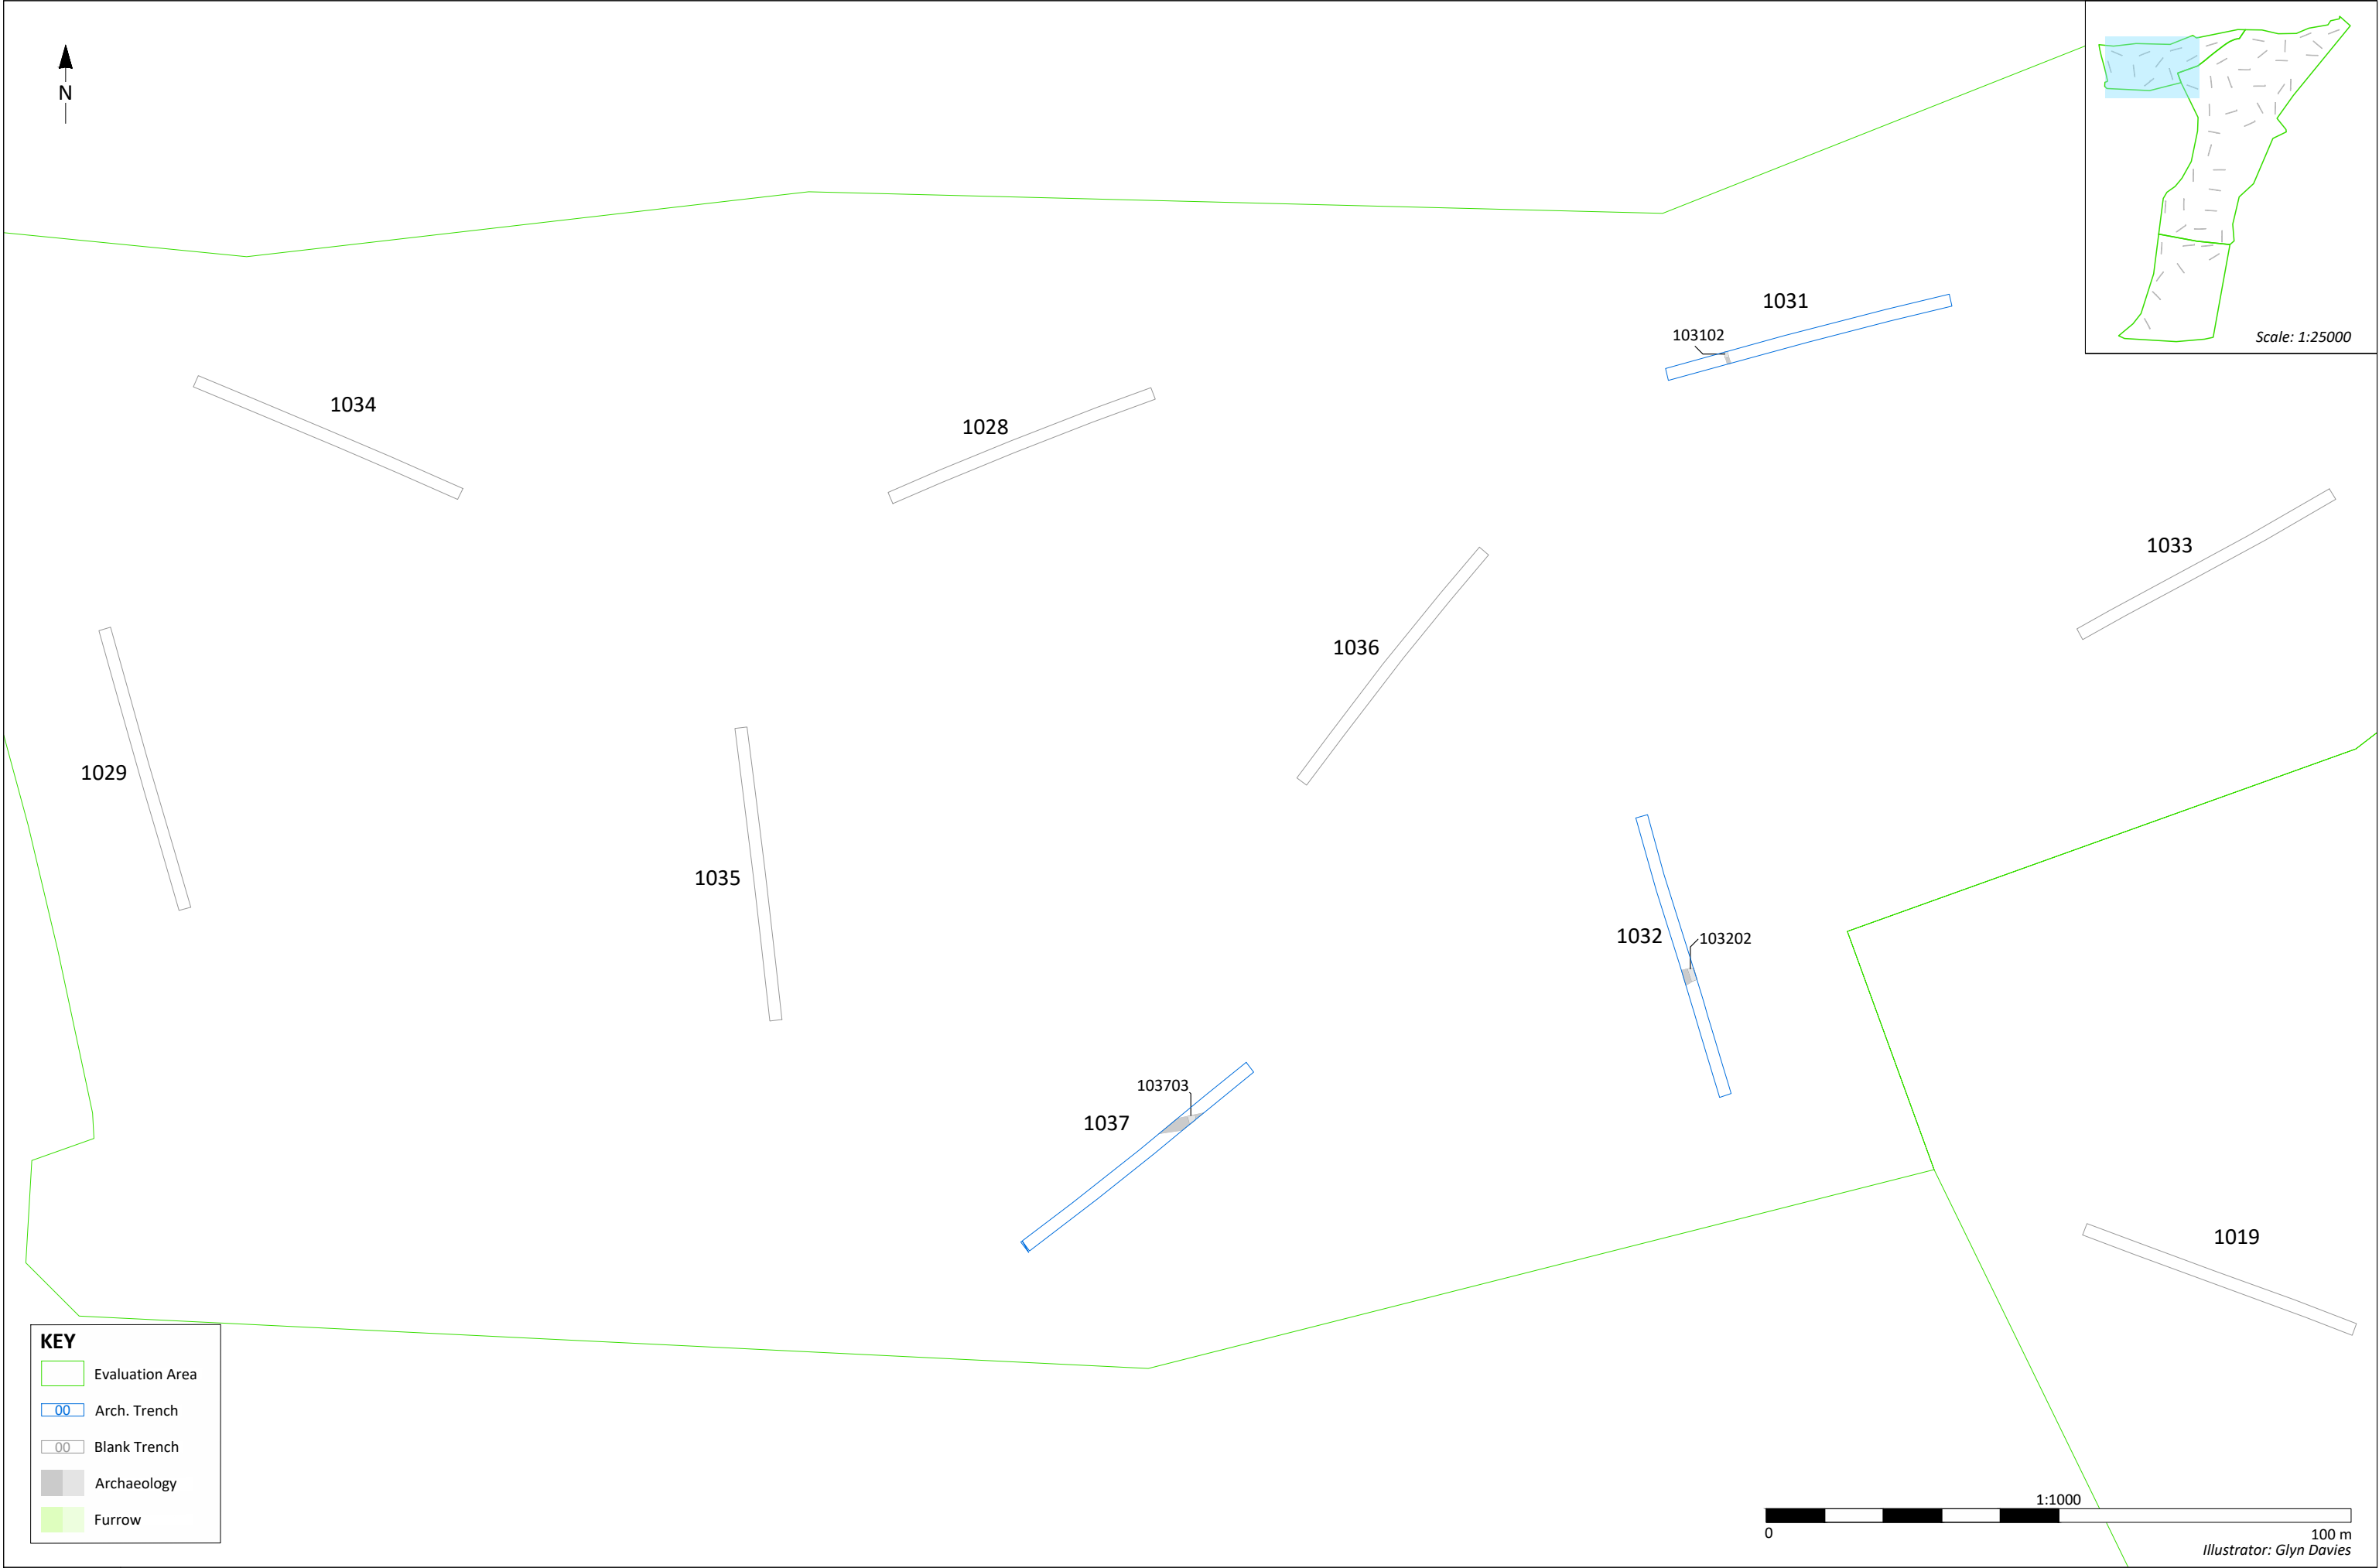 N
Scale: 1:25000
1031
103102
1034
1028
1033
1036
1029
1035
1032
103202
103703
1037
1019
KEY
Evaluation Area
00 Arch. Trench
00 Blank Trench
Archaeology
Furrow
1:1000
0
100 m
Illustrator: Glyn Davies